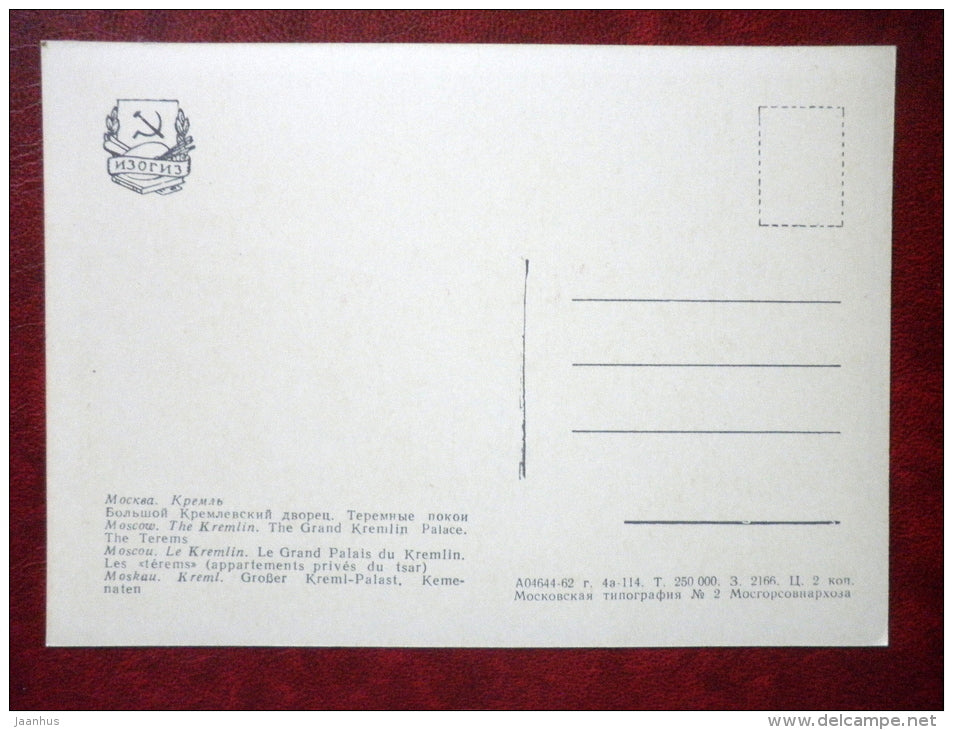 ИЗОГИЗ
Москва. Кремль
Большой Кремлевский дворец. Теремные покои
Moscow. The Kremlin. The Grand Kremlin Palace.
The Terems
Moscou. Le Kremlin. Le Grand Palais du Kremlin.
Les «térems» (appartements privés du tsar)
Moskau. Kreml. Großer Kreml-Palast. Keme-
naten
А04644-62 г. 4а-114. Т. 250 000. З. 2166. Ц. 2 коп.
Московская типография № 2 Мосгорсовнархоза
Jaanhus
www.delcampe.net